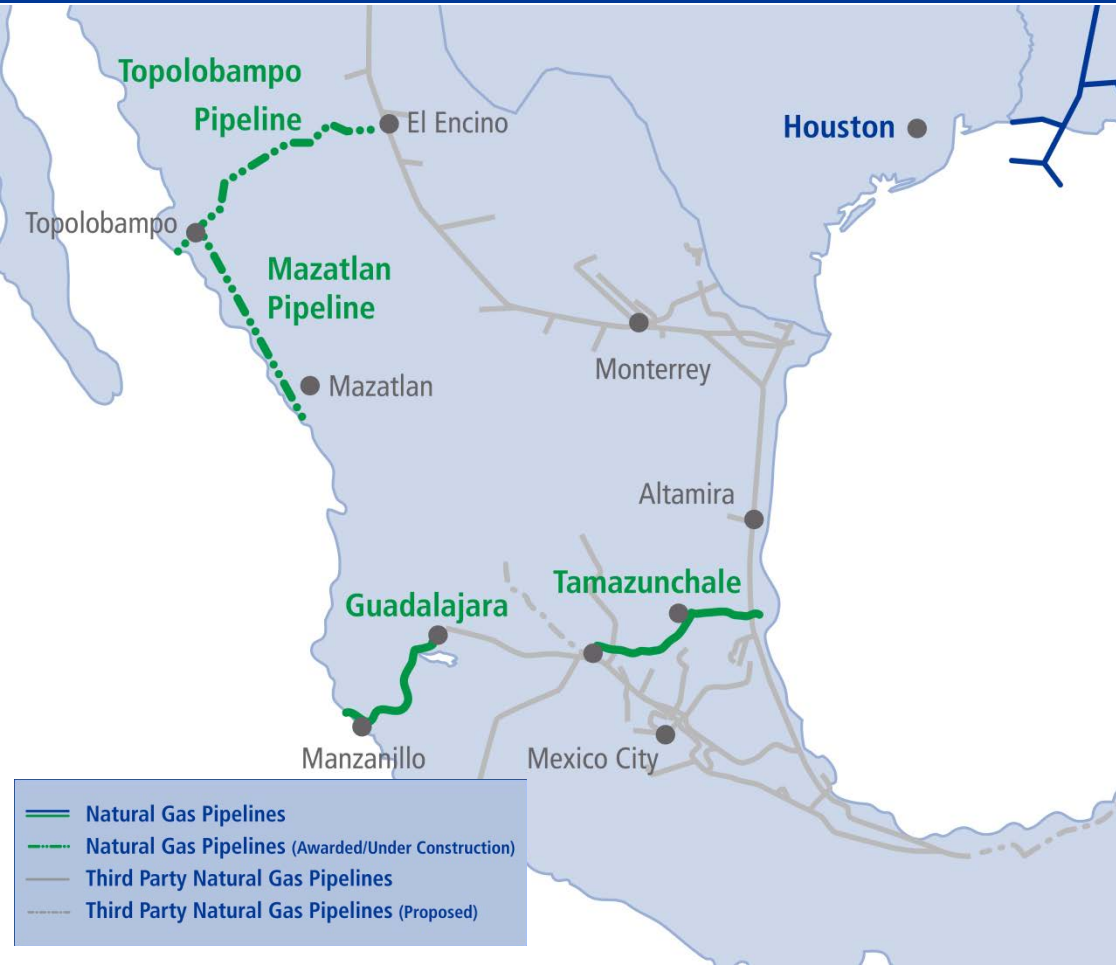 Topolobampo
Pipeline
El Encino
Houston
Topolobampo
Mazatlan
Pipeline
Monterrey
Mazatlan
Altamira
Tamazunchale
Guadalajara
Manzanillo
Mexico City
Natural Gas Pipelines
Natural Gas Pipelines (Awarded/Under Construction)
Third Party Natural Gas Pipelines
Third Party Natural Gas Pipelines (Proposed)